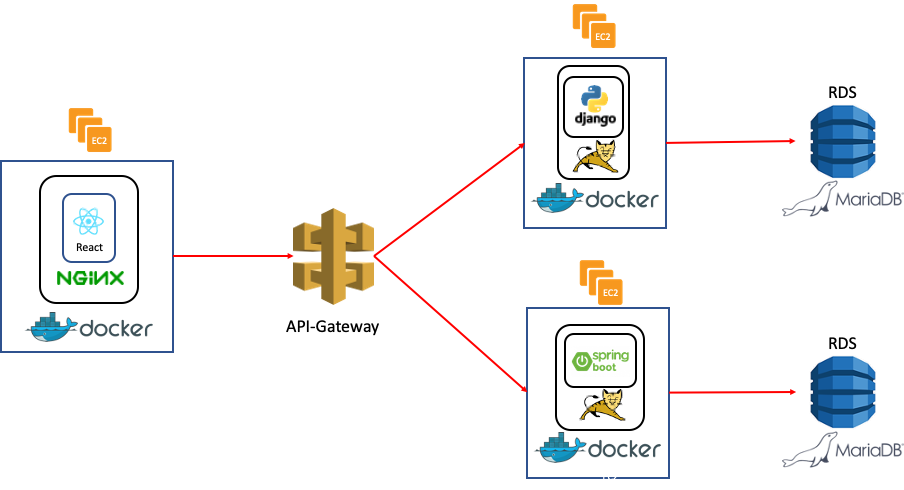 EC2
React
NGINX
docker
API-Gateway
EC2
django
docker
RDS
MariaDB
EC2
spring
boot
docker
RDS
MariaDB